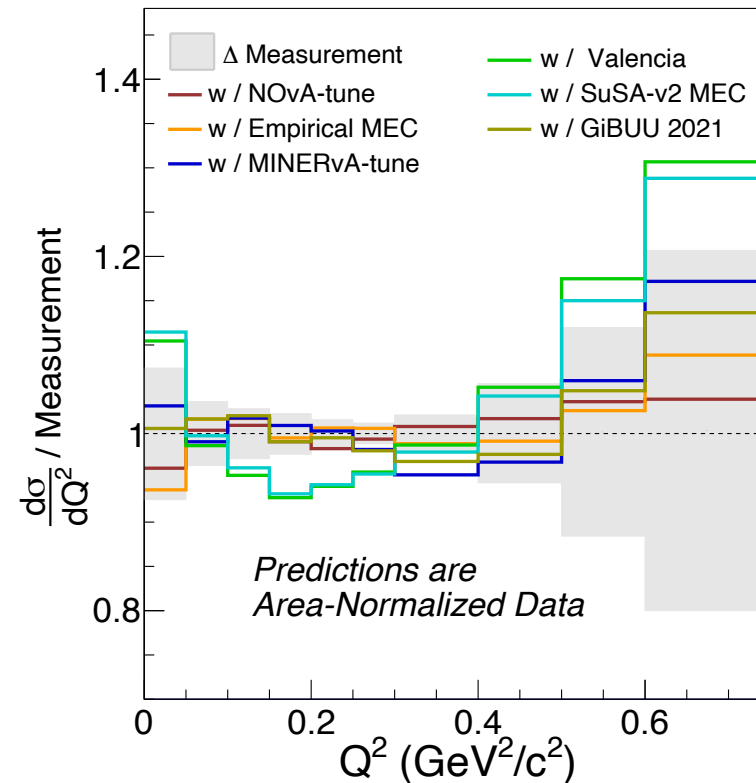 Δ Measurement
w / NOvA-tune
w / Empirical MEC
w / MINERvA-tune
w / Valencia
w / SuSA-v2 MEC
w / GiBUU 2021
1.4
1.2
1
0.8
dσ/dQ² / Measurement
Predictions are
Area-Normalized Data
0 0.2 0.4 0.6
Q² (GeV²/c²)